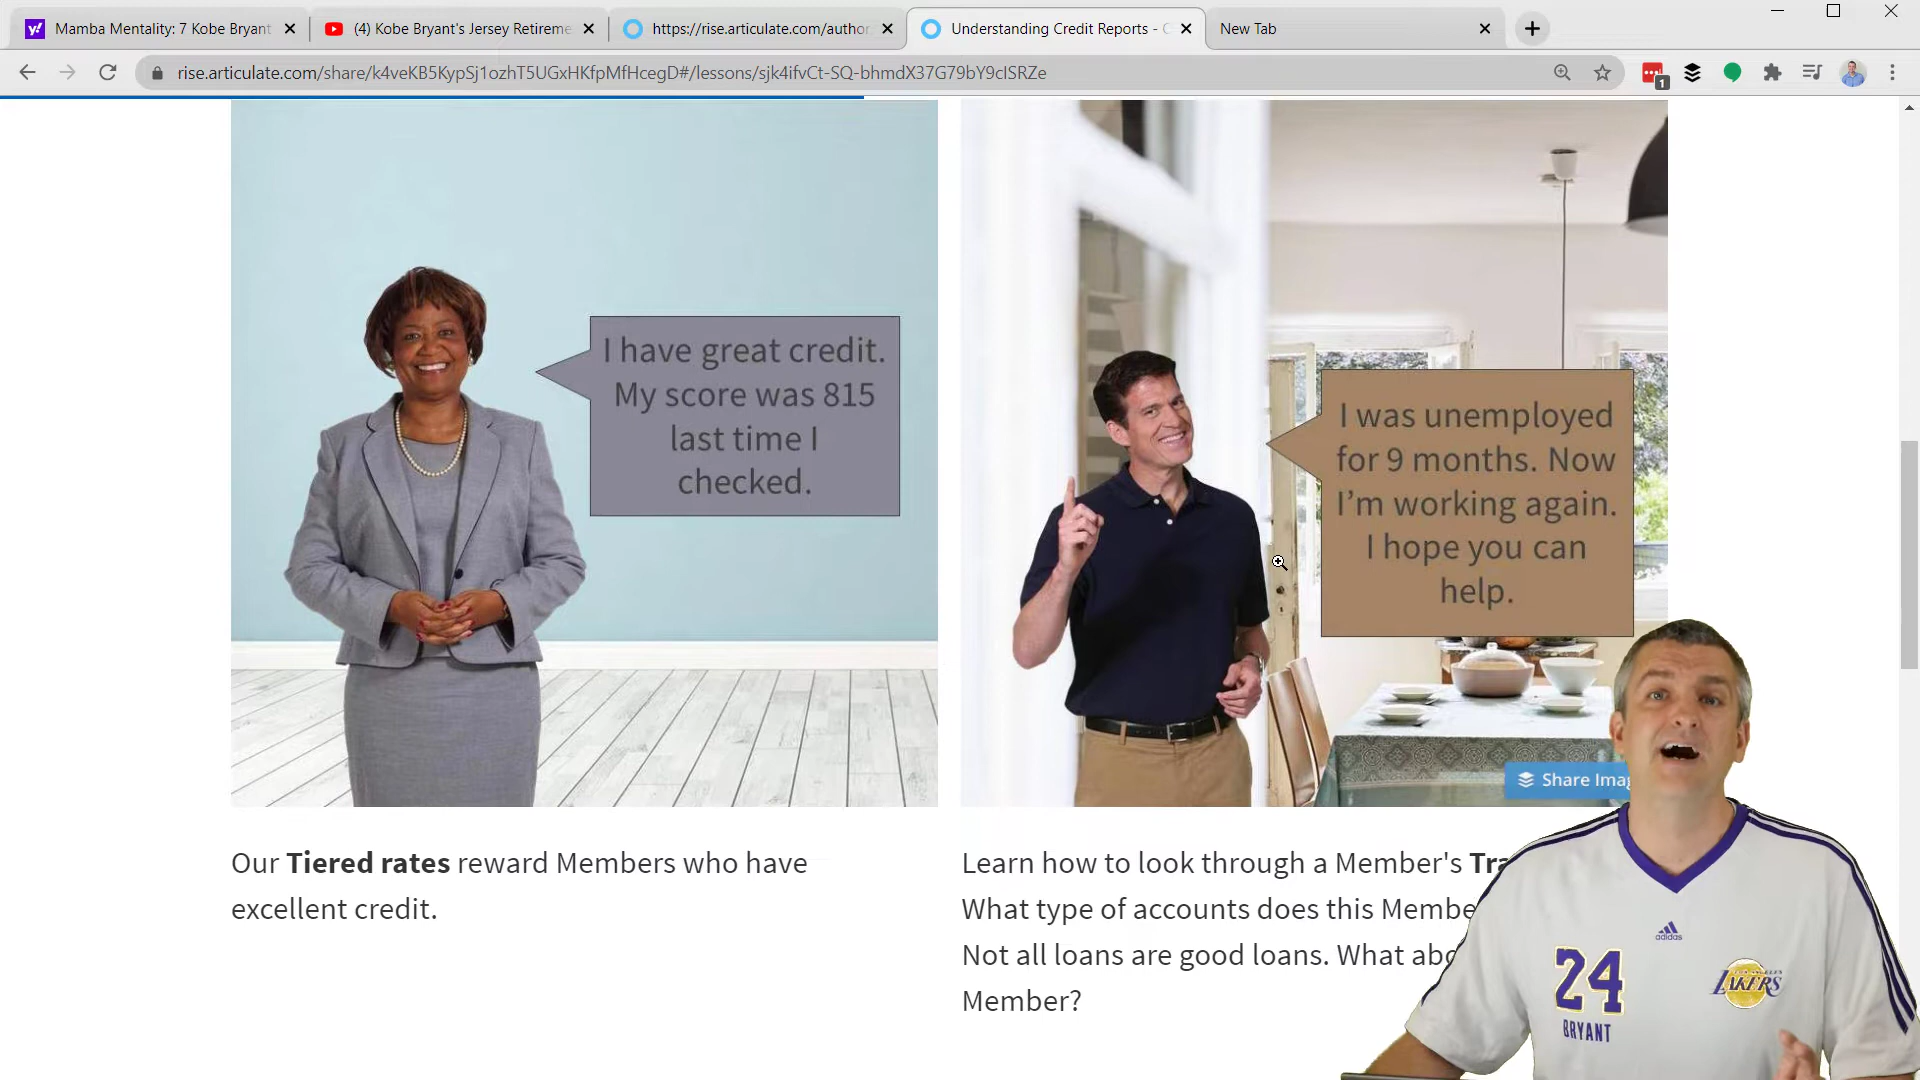 Mamba Mentality: 7 Kobe Bryant
(4) Kobe Bryant's Jersey Retireme
https://rise.articulate.com/author
Understanding Credit Reports - C
New Tab
rise.articulate.com/share/k4veKB5KypSj1ozhT5UGxHKfpMfHcegD#/lessons/sjk4ifvCt-SQ-bhmdX37G79bY9cISRZe
1
I have great credit.
My score was 815
last time I
checked.
I was unemployed
for 9 months. Now
I'm working again.
I hope you can
help.
Share Imag
Our Tiered rates reward Members who have
excellent credit.
Learn how to look through a Member's Tra
What type of accounts does this Membe
Not all loans are good loans. What abo
Member?
adidas
24
BRYANT
LAKERS